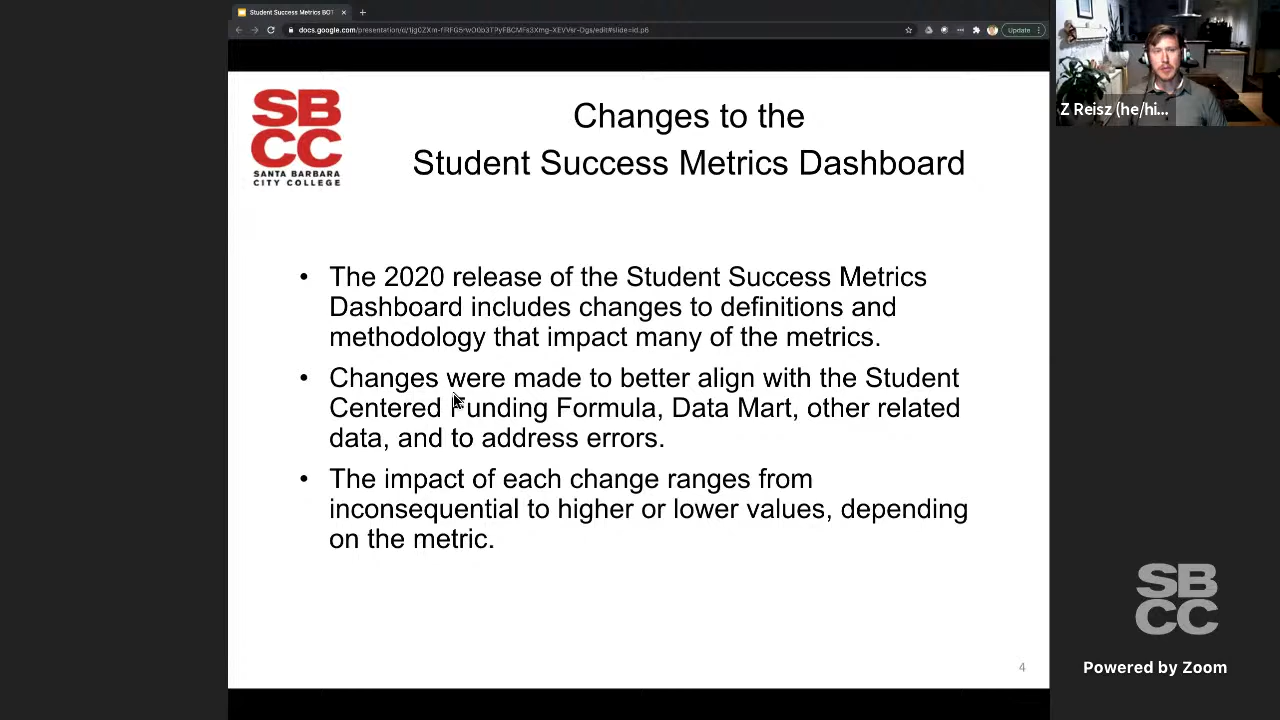 Student Success Metrics BOT
docs.google.com/presentation/d/
Update
SB
CC
SANTA BARBARA
CITY COLLEGE
Changes to the
Student Success Metrics Dashboard
• The 2020 release of the Student Success Metrics
Dashboard includes changes to definitions and
methodology that impact many of the metrics.
• Changes were made to better align with the Student
Centered Funding Formula, Data Mart, other related
data, and to address errors.
• The impact of each change ranges from
inconsequential to higher or lower values, depending
on the metric.
4
Z Reisz (he/hi...
SB
CC
Powered by Zoom